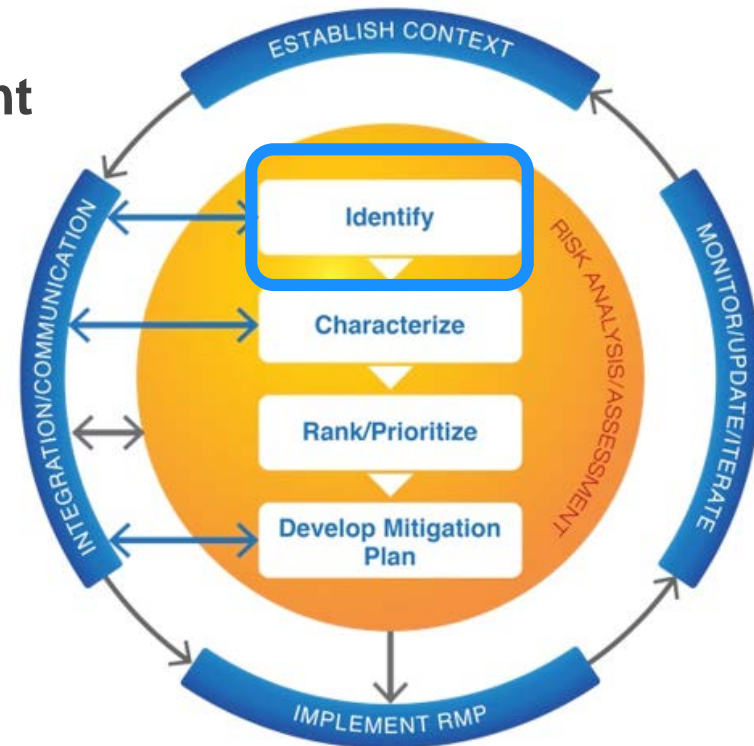 nt
ESTABLISH CONTEXT
Identify
Characterize
Rank/Prioritize
Develop Mitigation
Plan
RISK ANALYSIS/ASSESSMENT
INTEGRATION/COMMUNICATION
MONITOR/UPDATE/ITERATE
IMPLEMENT RMP